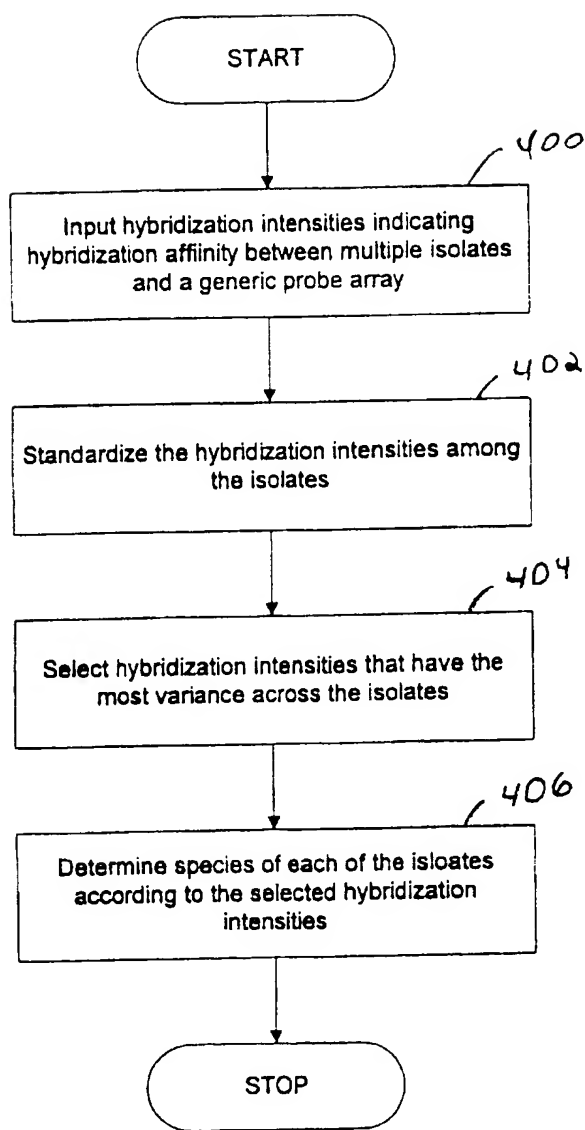 START
400
Input hybridization intensities indicating
hybridization affiinity between multiple isolates
and a generic probe array
402
Standardize the hybridization intensities among
the isolates
404
Select hybridization intensities that have the
most variance across the isolates
406
Determine species of each of the isloates
according to the selected hybridization
intensities
STOP